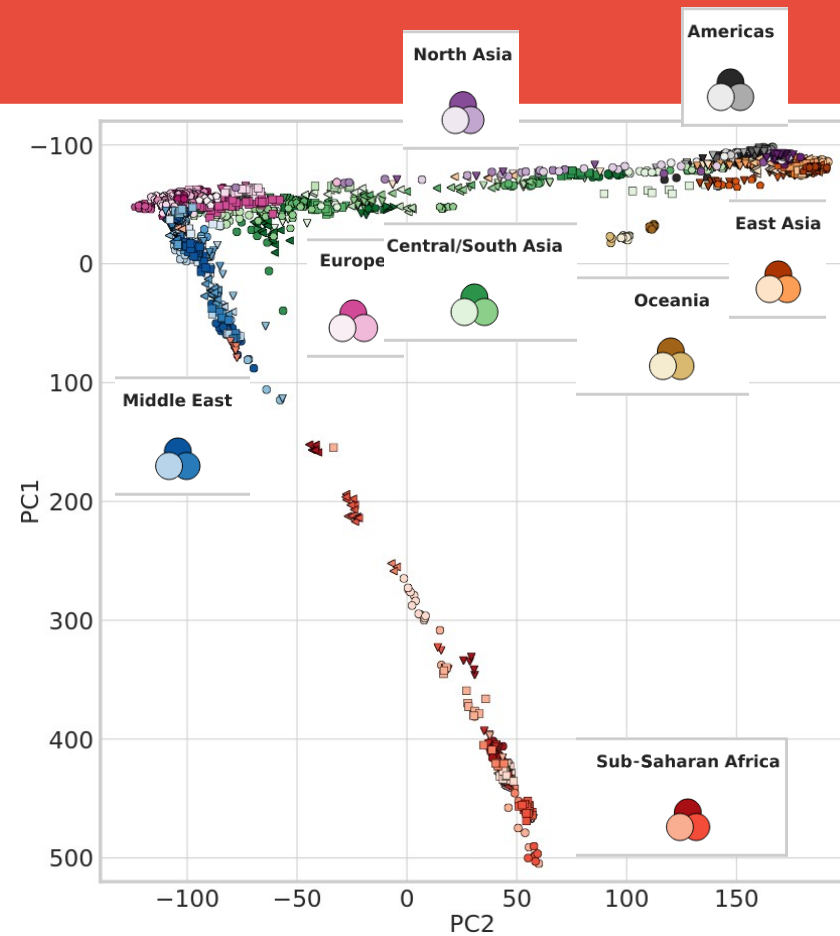 Americas
North Asia
−100
East Asia
Central/South Asia
Europe
0
Oceania
100
Middle East
200
PC1
300
400
Sub-Saharan Africa
500
−100
−50
0
50
100
150
PC2